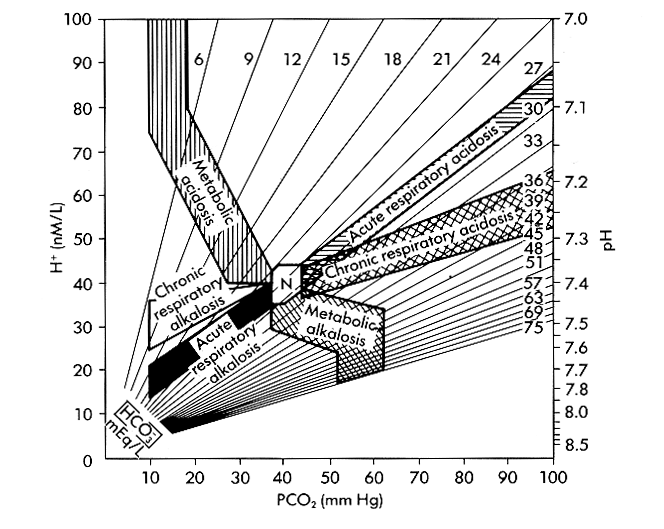 100
90
80
70
60
50
40
30
20
10
0
H⁺ (nM/L)
6 9 12 15 18 21 24
27
30
33
36
39
42
45
48
51
57
63
69
75
7.0
7.1
7.2
7.3
7.4
7.5
7.6
7.7
7.8
8.0
8.5
pH
Metabolic
acidosis
Acute respiratory acidosis
Chronic respiratory acidosis
N
Chronic
respiratory
alkalosis
Acute
respiratory
alkalosis
Metabolic
alkalosis
HCO₃⁻
mEq/L
10 20 30 40 50 60 70 80 90 100
PCO₂ (mm Hg)